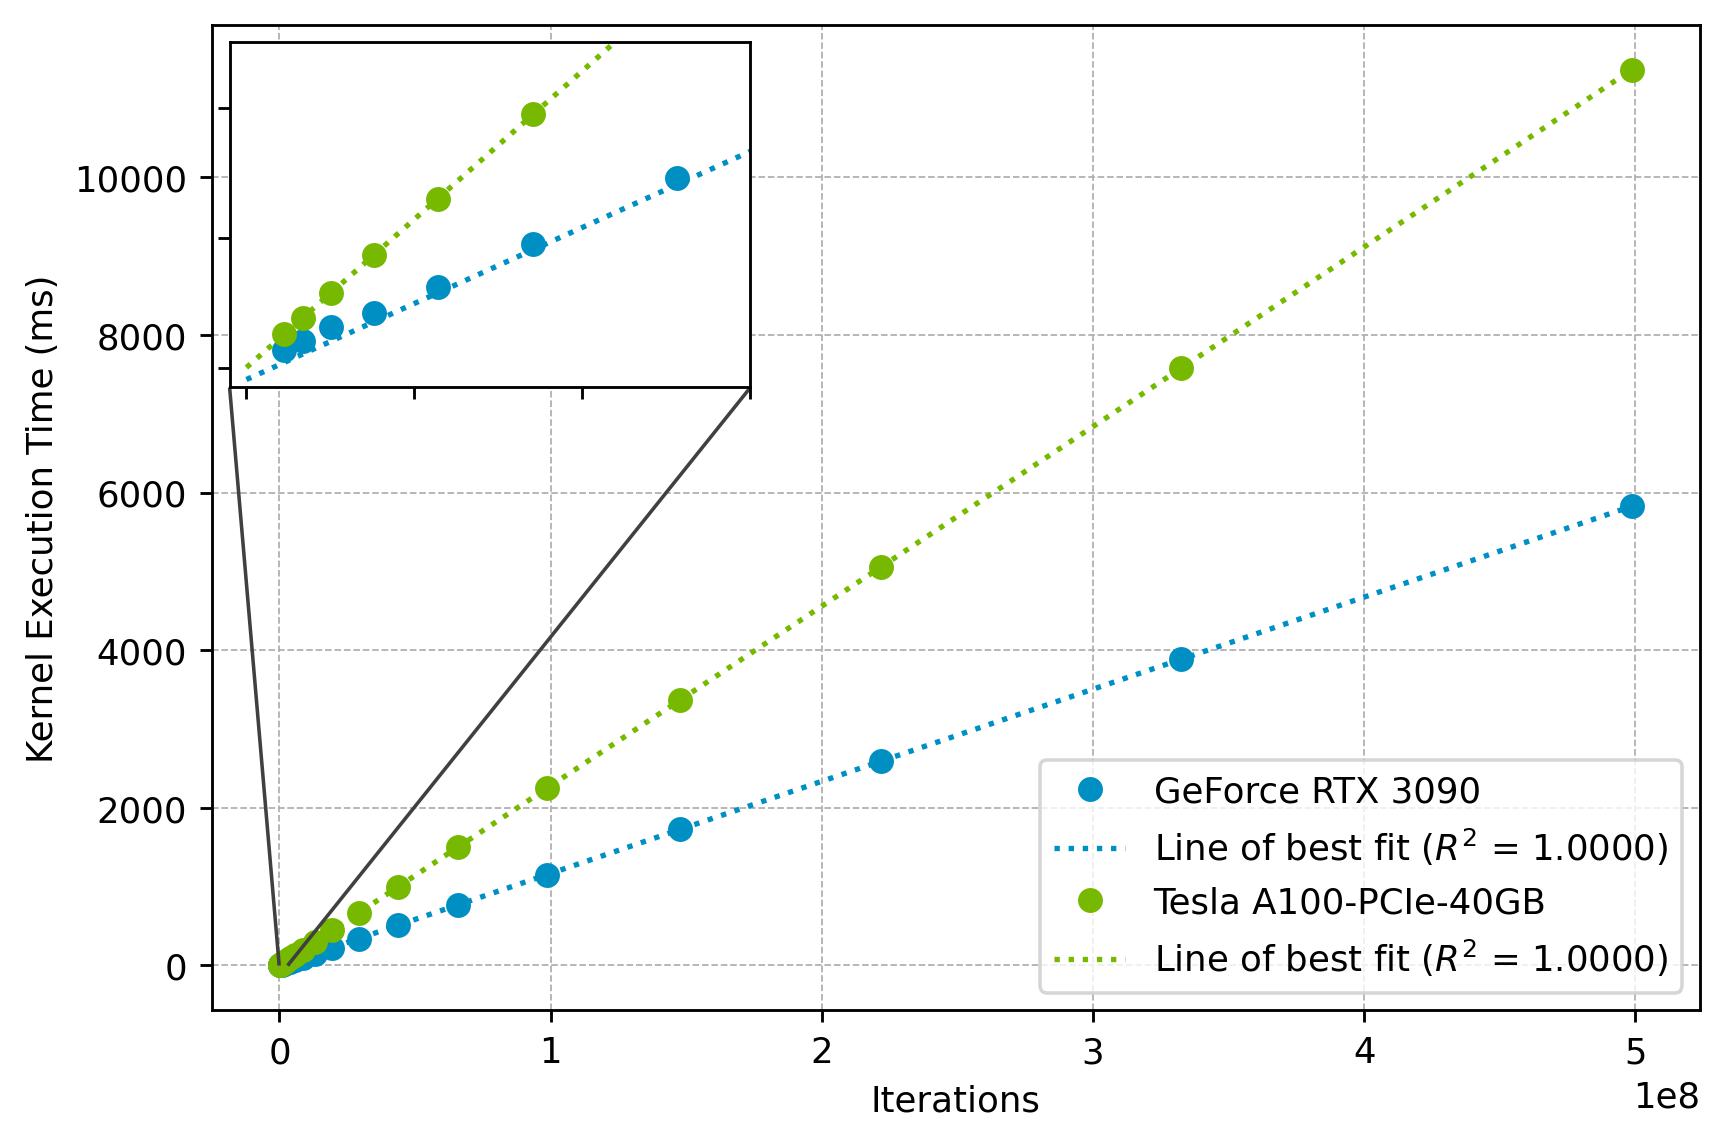 10000
8000
6000
4000
2000
0
Kernel Execution Time (ms)
GeForce RTX 3090
Line of best fit (R² = 1.0000)
Tesla A100-PCIe-40GB
Line of best fit (R² = 1.0000)
0 1 2 3 4 5
1e8
Iterations